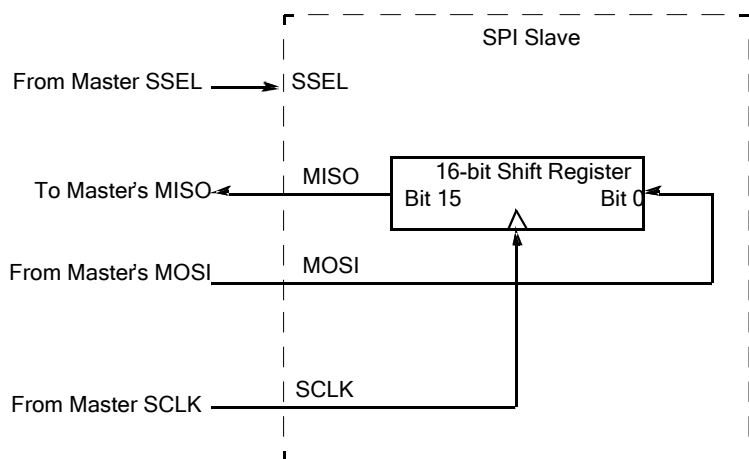 SPI Slave
From Master SSEL
SSEL
16-bit Shift Register
To Master's MISO
MISO
Bit 15
Bit 0
From Master's MOSI
MOSI
From Master SCLK
SCLK